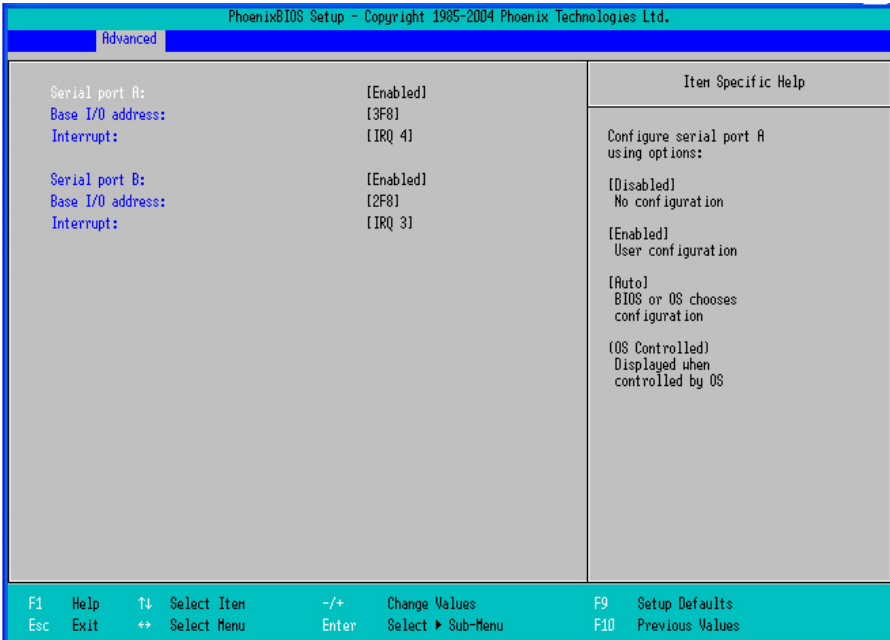 PhoenixBIOS Setup - Copyright 1985-2004 Phoenix Technologies Ltd.
Advanced
Serial port A: [Enabled]
Base I/O address: [3F8]
Interrupt: [IRQ 4]
Serial port B: [Enabled]
Base I/O address: [2F8]
Interrupt: [IRQ 3]
Item Specific Help
Configure serial port A
using options:
[Disabled]
No configuration
[Enabled]
User configuration
[Auto]
BIOS or OS chooses
configuration
(OS Controlled)
Displayed when
controlled by OS
F1 Help ↑↓ Select Item -/+ Change Values F9 Setup Defaults
Esc Exit ↔ Select Menu Enter Select ▶ Sub-Menu F10 Previous Values